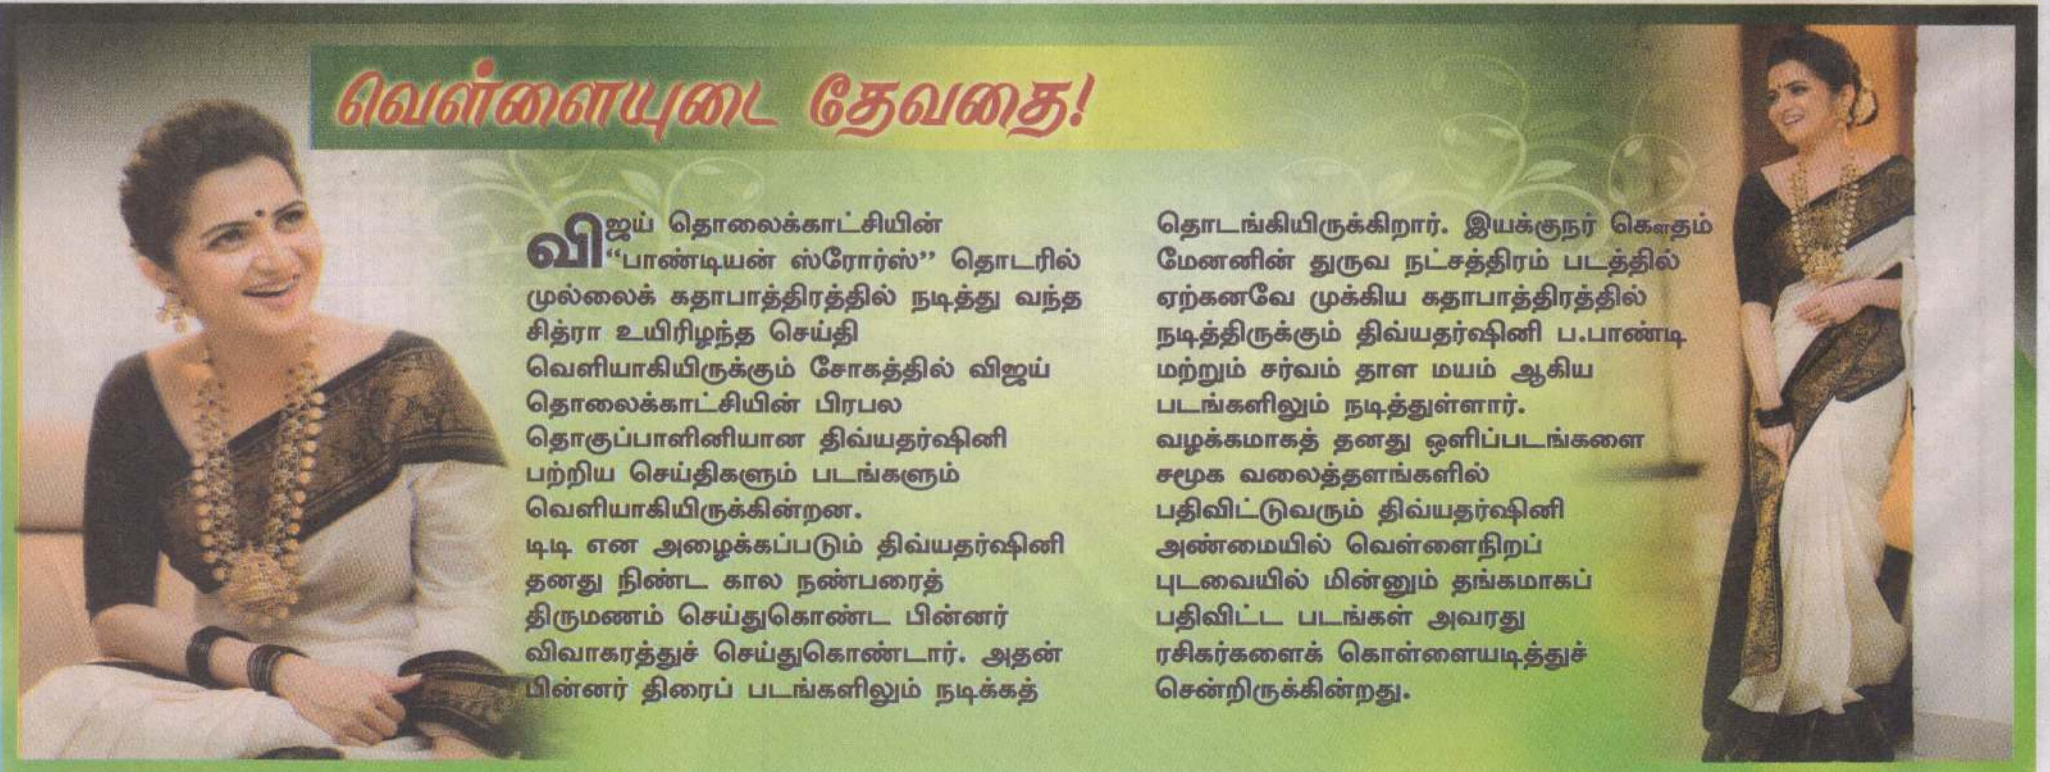 வெள்ளையுடை தேவதை!
விஜய் தொலைக்காட்சியின்
“பாண்டியன் ஸ்ரோர்ஸ்” தொடரில்
முல்லைக் கதாபாத்திரத்தில் நடித்து வந்த
சித்ரா உயிரிழந்த செய்தி
வெளியாகியிருக்கும் சோகத்தில் விஜய்
தொலைக்காட்சியின் பிரபல
தொகுப்பாளினியான திவ்யதர்ஷினி
பற்றிய செய்திகளும் படங்களும்
வெளியாகியிருக்கின்றன.
டிடி என அழைக்கப்படும் திவ்யதர்ஷினி
தனது நிண்ட கால நண்பரைத்
திருமணம் செய்துகொண்ட பின்னர்
விவாகரத்துச் செய்துகொண்டார். அதன்
பின்னர் திரைப் படங்களிலும் நடிக்கத்
தொடங்கியிருக்கிறார். இயக்குநர் கௌதம்
மேனனின் துருவ நட்சத்திரம் படத்தில்
ஏற்கனவே முக்கிய கதாபாத்திரத்தில்
நடித்திருக்கும் திவ்யதர்ஷினி ப.பாண்டி
மற்றும் சர்வம் தாள மயம் ஆகிய
படங்களிலும் நடித்துள்ளார்.
வழக்கமாகத் தனது ஒளிப்படங்களை
சமூக வலைத்தளங்களில்
பதிவிட்டுவரும் திவ்யதர்ஷினி
அண்மையில் வெள்ளைநிறப்
புடவையில் மின்னும் தங்கமாகப்
பதிவிட்ட படங்கள் அவரது
ரசிகர்களைக் கொள்ளையடித்துச்
சென்றிருக்கின்றது.